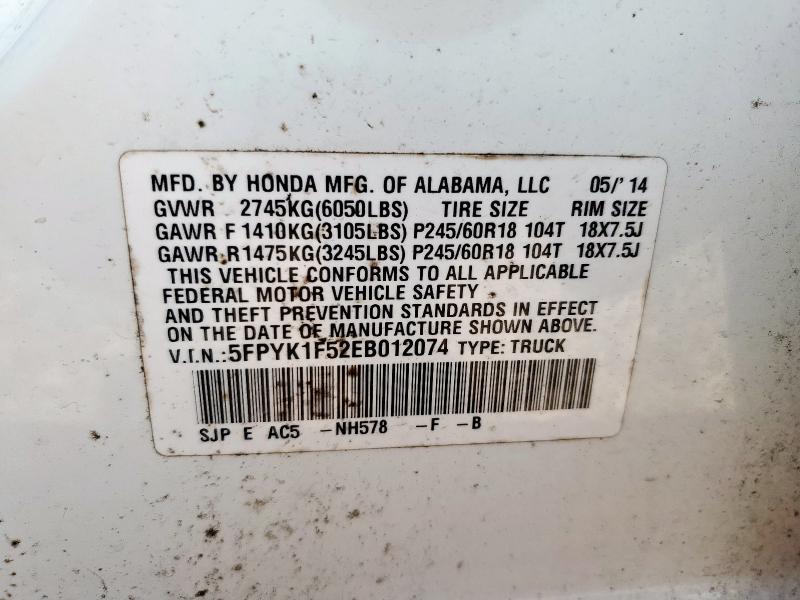 MFD. BY HONDA MFG. OF ALABAMA, LLC 05/'14
GVWR 2745KG(6050LBS) TIRE SIZE RIM SIZE
GAWR F 1410KG(3105LBS) P245/60R18 104T 18X7.5J
GAWR R 1475KG(3245LBS) P245/60R18 104T 18X7.5J
THIS VEHICLE CONFORMS TO ALL APPLICABLE
FEDERAL MOTOR VEHICLE SAFETY
AND THEFT PREVENTION STANDARDS IN EFFECT
ON THE DATE OF MANUFACTURE SHOWN ABOVE.
V.I.N.:5FPYK1F52EB012074 TYPE: TRUCK
SJP E AC5 -NH578 -F -B